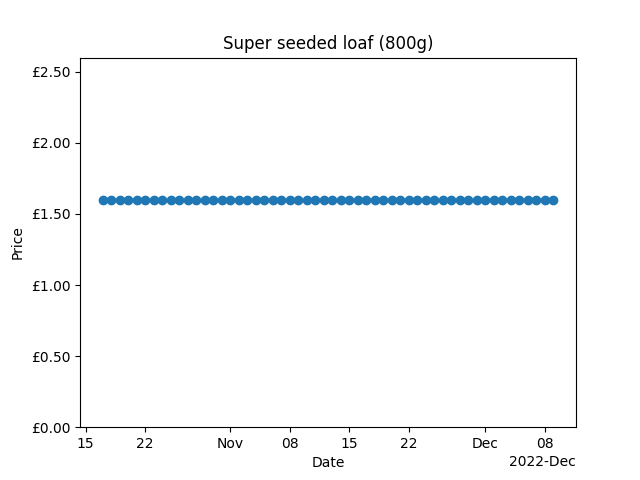 Super seeded loaf (800g)
£2.50
£2.00
£1.50
£1.00
£0.50
£0.00
Price
15 22 Nov 08 15 22 Dec 08
Date
2022-Dec